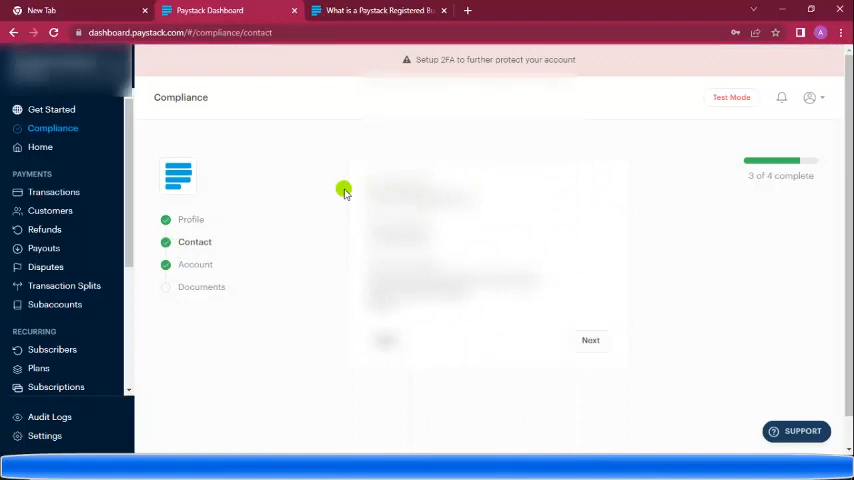 New Tab
Paystack Dashboard
What is a Paystack Registered Bu
dashboard.paystack.com/#/compliance/contact
A
Setup 2FA to further protect your account
Get Started
Compliance
Home
PAYMENTS
Transactions
Customers
Refunds
Payouts
Disputes
Transaction Splits
Subaccounts
RECURRING
Subscribers
Plans
Subscriptions
Audit Logs
Settings
Compliance
Test Mode
Profile
Contact
Account
Documents
3 of 4 complete
Next
SUPPORT